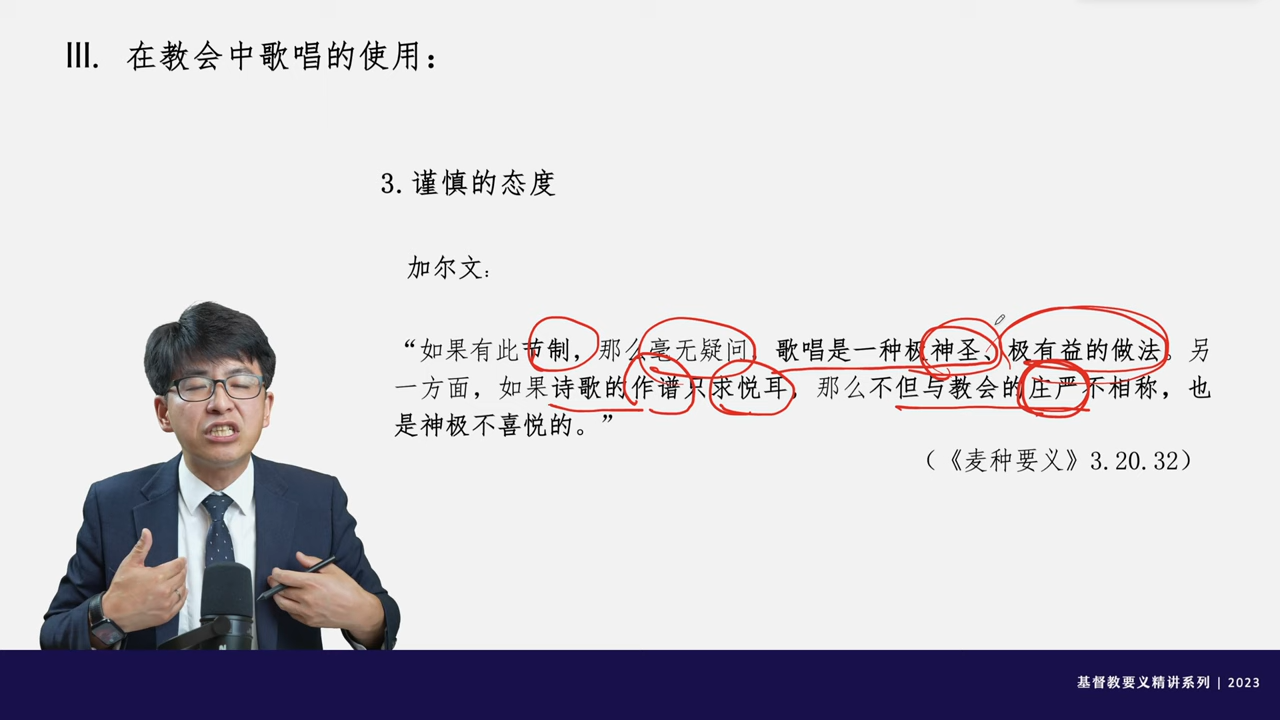 III. 在教会中歌唱的使用：
3.谨慎的态度
加尔文：
“如果有此节制，那么毫无疑问，歌唱是一种极神圣、极有益的做法。另
一方面，如果诗歌的作谱只求悦耳，那么不但与教会的庄严不相称，也
是神极不喜悦的。”
（《麦种要义》3.20.32）
基督教要义精讲系列 | 2023